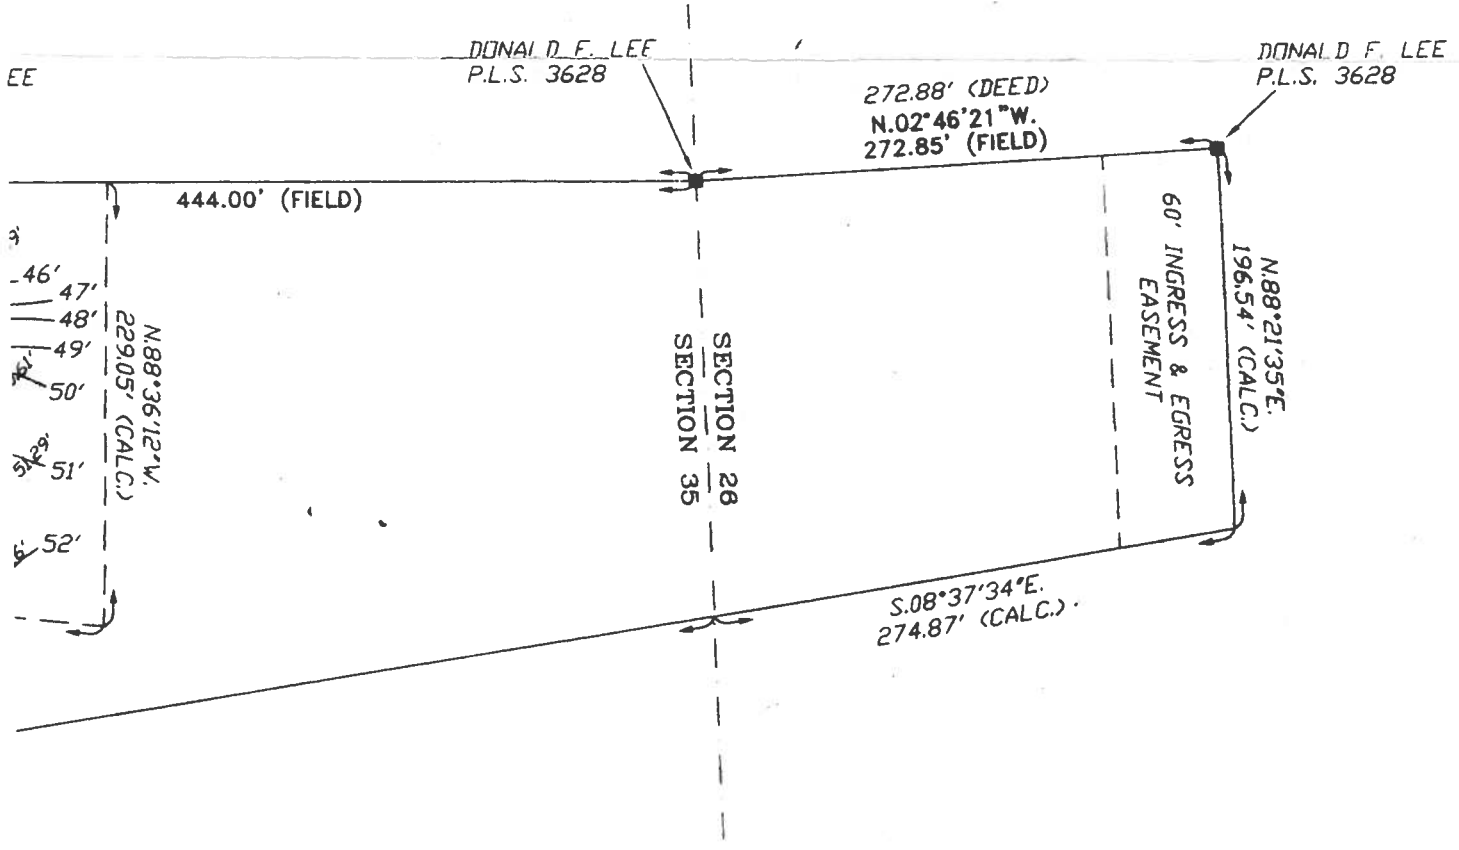 DONALD F. LEE
P.L.S. 3628
DONALD F. LEE
P.L.S. 3628
EE
272.88' (DEED)
N.02°46'21"W.
272.85' (FIELD)
444.00' (FIELD)
46'
47'
48'
49'
50'
51'
52'
N.88°36'12"W.
229.05' (CALC.)
SECTION 26
SECTION 35
60' INGRESS & EGRESS
EASEMENT
N.88°21'35"E.
196.54' (CALC.)
S.08°37'34"E.
274.87' (CALC.)